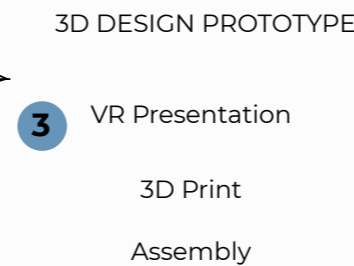 3D DESIGN PROTOTYPE
3
VR Presentation
3D Print
Assembly